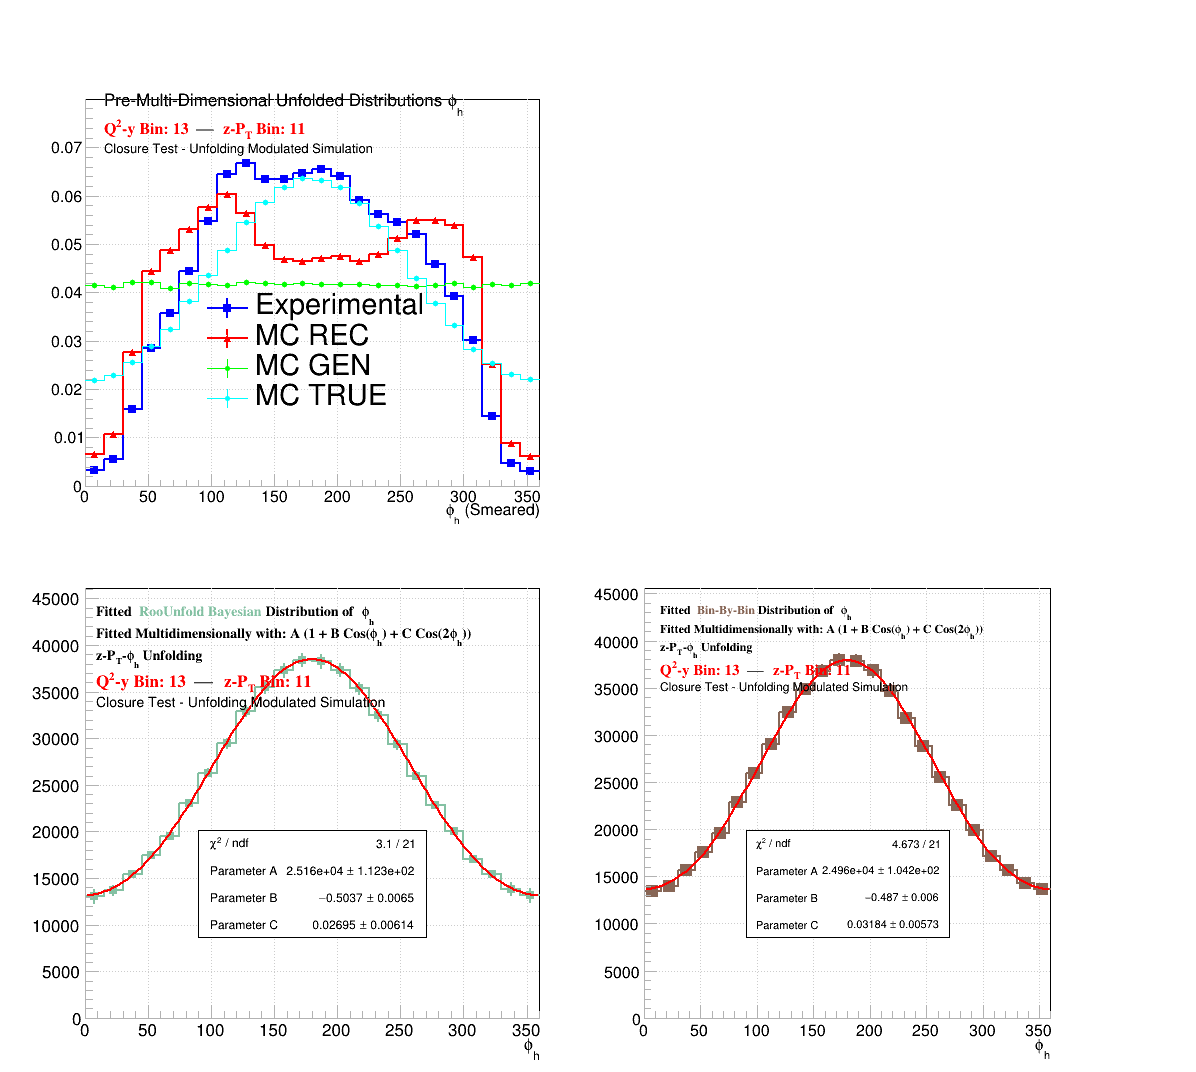 Pre-Multi-Dimensional Unfolded Distributions ϕh
Q2-y Bin: 13 — z-PT Bin: 11
Closure Test - Unfolding Modulated Simulation
0.07
0.06
0.05
0.04
0.03
0.02
0.01
0
Experimental
MC REC
MC GEN
MC TRUE
0 50 100 150 200 250 300 350
ϕh (Smeared)
45000
40000
35000
30000
25000
20000
15000
10000
5000
0
Fitted RooUnfold Bayesian Distribution of ϕh
Fitted Multidimensionally with: A (1 + B Cos(ϕh) + C Cos(2ϕh))
z-PT-ϕh Unfolding
Q2-y Bin: 13 — z-PT Bin: 11
Closure Test - Unfolding Modulated Simulation
χ2 / ndf 3.1 / 21
Parameter A 2.516e+04 ± 1.123e+02
Parameter B −0.5037 ± 0.0065
Parameter C 0.02695 ± 0.00614
0 50 100 150 200 250 300 350
ϕh
45000
40000
35000
30000
25000
20000
15000
10000
5000
0
Fitted Bin-By-Bin Distribution of ϕh
Fitted Multidimensionally with: A (1 + B Cos(ϕh) + C Cos(2ϕh))
z-PT-ϕh Unfolding
Q2-y Bin: 13 — z-PT Bin: 11
Closure Test - Unfolding Modulated Simulation
χ2 / ndf 4.673 / 21
Parameter A 2.496e+04 ± 1.042e+02
Parameter B −0.487 ± 0.006
Parameter C 0.03184 ± 0.00573
0 50 100 150 200 250 300 350
ϕh